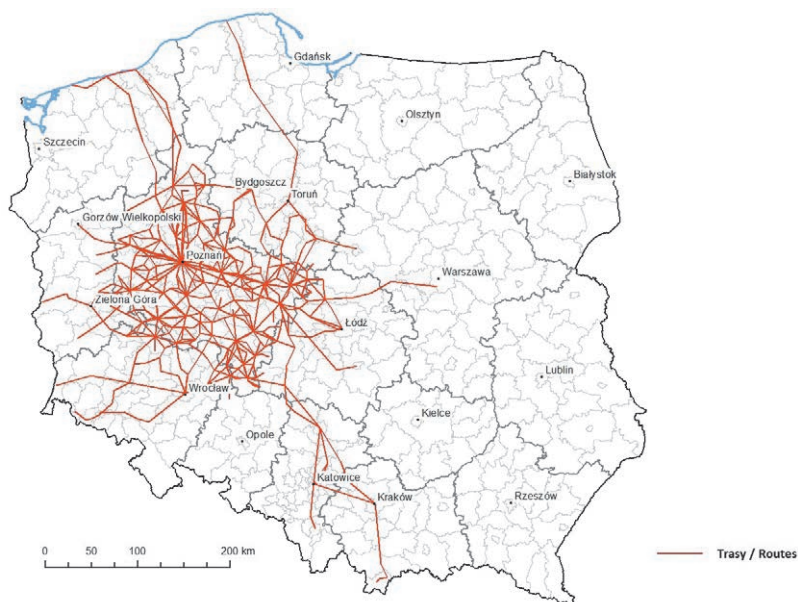 Gdańsk
Olsztyn
Szczecin
Białystok
Bydgoszcz
Toruń
Gorzów Wielkopolski
Poznań
Warszawa
Zielona Góra
Łódź
Lublin
Wrocław
Kielce
Opole
Katowice
Kraków
Rzeszów
0 50 100 200 km
Trasy / Routes